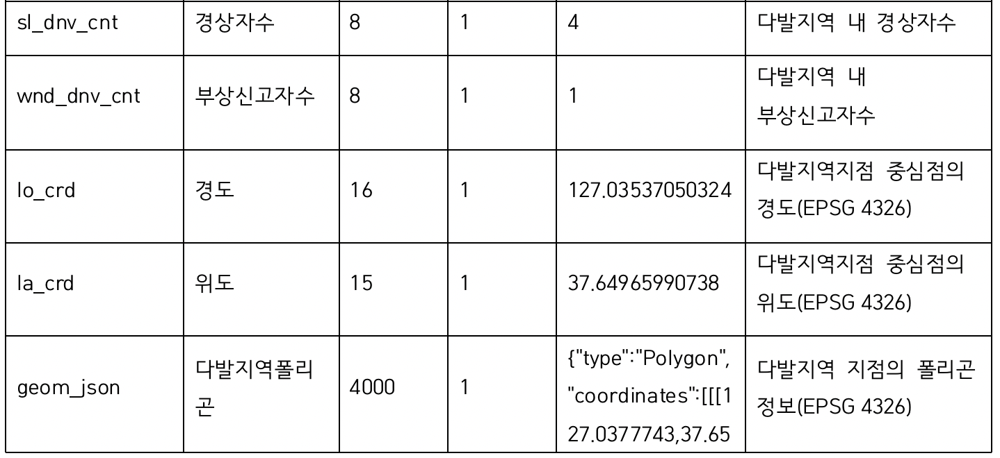 sl_dnv_cnt 경상자수 8 1 4 다발지역 내 경상자수
wnd_dnv_cnt 부상신고자수 8 1 1 다발지역 내
부상신고자수
lo_crd 경도 16 1 127.03537050324 다발지역지점 중심점의
경도(EPSG 4326)
la_crd 위도 15 1 37.64965990738 다발지역지점 중심점의
위도(EPSG 4326)
geom_json 다발지역폴리
곤 4000 1 {"type":"Polygon",
"coordinates":[[[1
27.0377743,37.65 다발지역 지점의 폴리곤
정보(EPSG 4326)